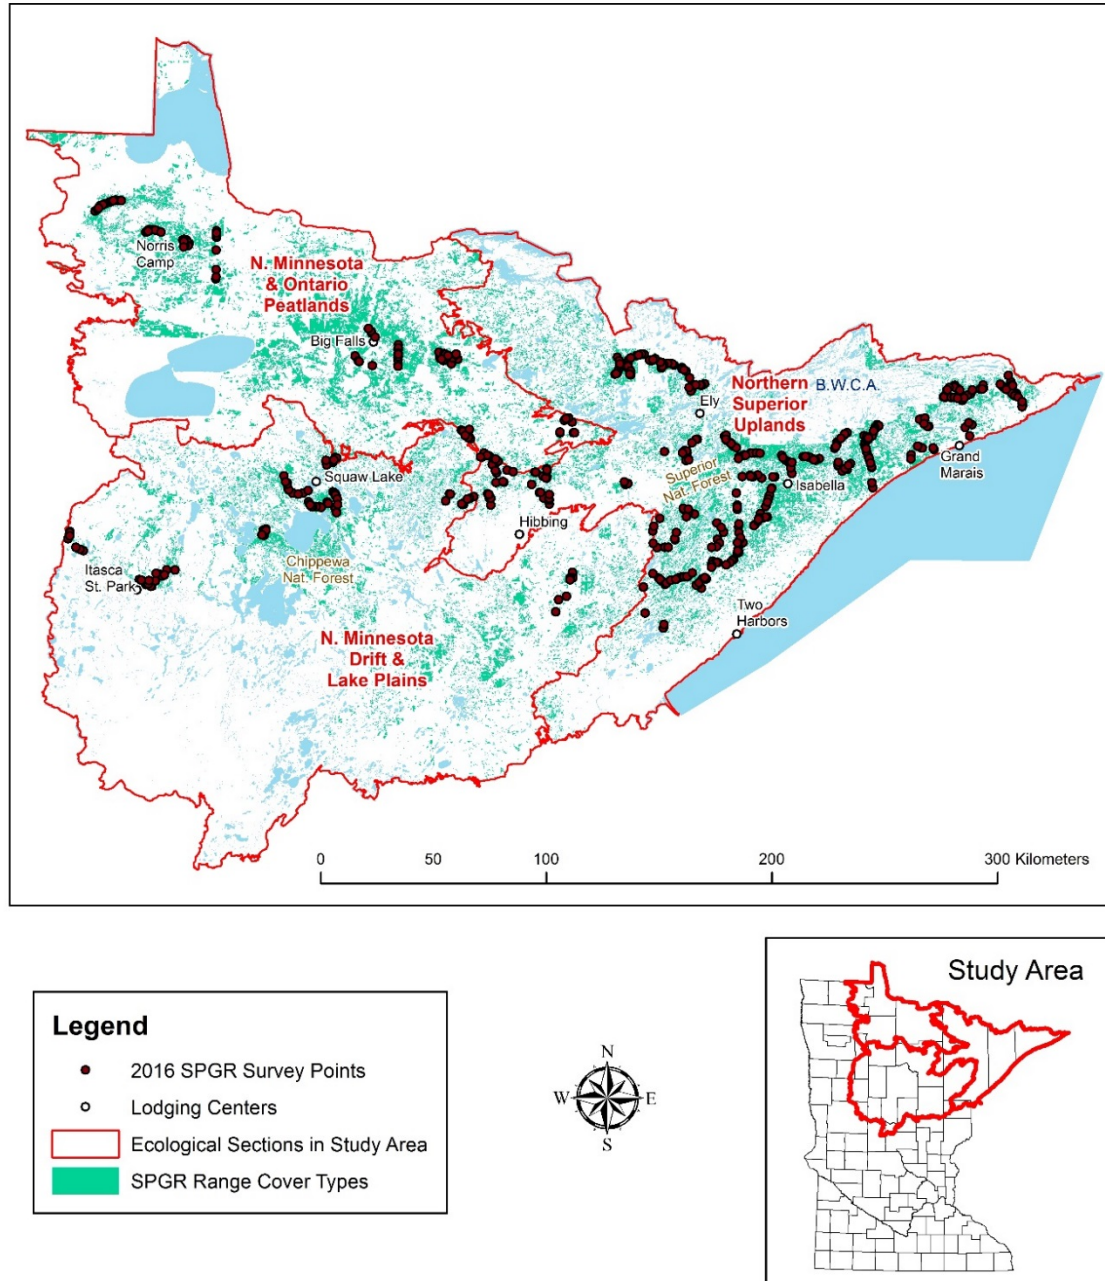 Norris
Camp
N. Minnesota
& Ontario
Peatlands
Big Falls
B.W.C.A.
Northern
Superior
Uplands
Ely
Grand
Marais
Superior
Nat. Forest
Isabella
Squaw Lake
Hibbing
Chippewa
Nat. Forest
Itasca
St. Park
Two
Harbors
N. Minnesota
Drift &
Lake Plains
0 50 100 200 300 Kilometers
Legend
2016 SPGR Survey Points
Lodging Centers
Ecological Sections in Study Area
SPGR Range Cover Types
N
W E
S
Study Area